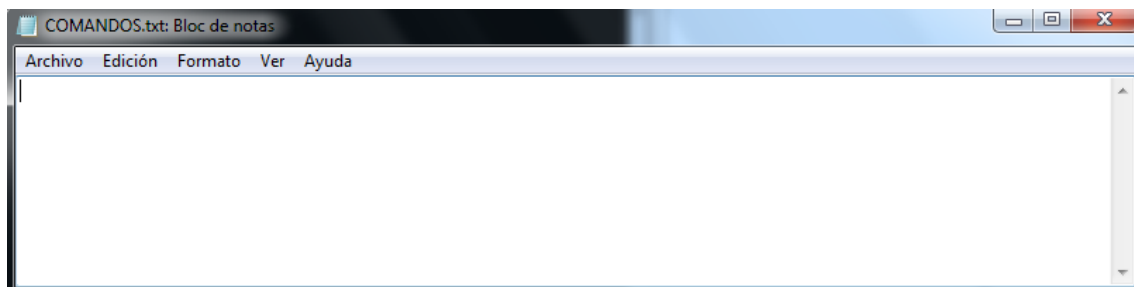 COMANDOS.txt: Bloc de notas
Archivo Edición Formato Ver Ayuda